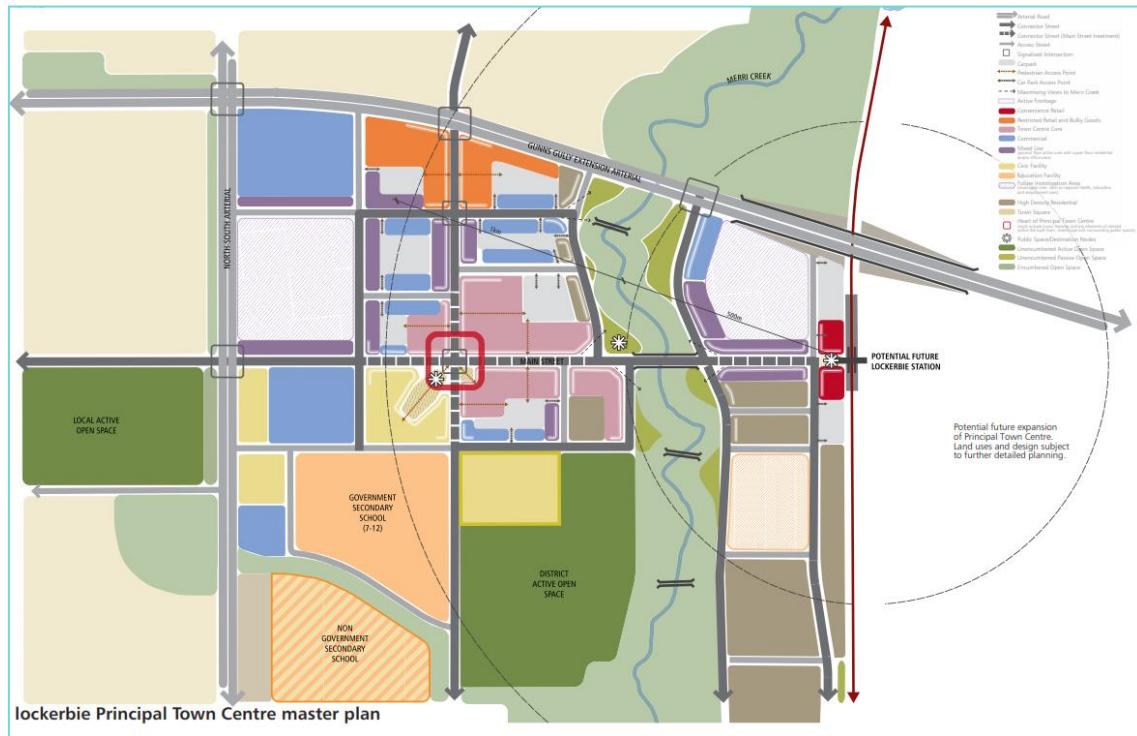 Arterial Road
Connector Street
Connector Street (Main Street treatment)
Access Street
Signalised Intersection
Carpark
Pedestrian Access Point
Car Park Access Point
Maximising Views to Merri Creek
Active Frontage
Convenience Retail
Restricted Retail and Bulky Goods
Town Centre Core
Commercial
Mixed Use
Civic Facility
Education Facility
Future Investigation Area
High Density Residential
Town Square
Heart of Principal Town Centre
Public Space/Destination Nodes
Unencumbered Active Open Space
Unencumbered Passive Open Space
Encumbered Open Space
MERRI CREEK
GUNNS GULLY EXTENSION ARTERIAL
NORTH-SOUTH ARTERIAL
1km
500m
MAIN STREET
POTENTIAL FUTURE
LOCKERBIE STATION
LOCAL ACTIVE
OPEN SPACE
Potential future expansion
of Principal Town Centre.
Land uses and design subject
to further detailed planning.
GOVERNMENT
SECONDARY
SCHOOL
(7-12)
DISTRICT
ACTIVE OPEN
SPACE
NON
GOVERNMENT
SECONDARY
SCHOOL
lockerbie Principal Town Centre master plan